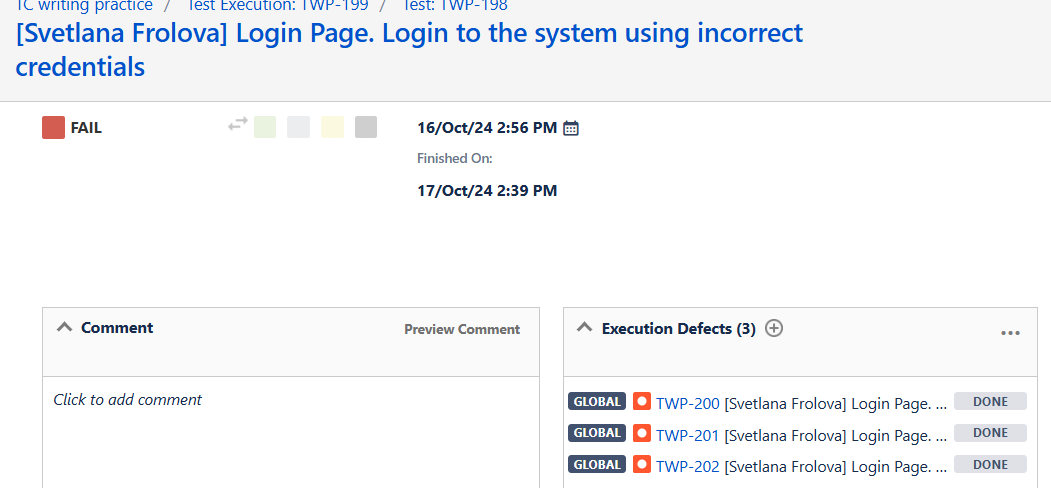 TC writing practice / Test Execution: TWP-199 / Test: TWP-198
[Svetlana Frolova] Login Page. Login to the system using incorrect
credentials
FAIL
16/Oct/24 2:56 PM
Finished On:
17/Oct/24 2:39 PM
Comment
Preview Comment
Click to add comment
Execution Defects (3)
GLOBAL TWP-200 [Svetlana Frolova] Login Page. ... DONE
GLOBAL TWP-201 [Svetlana Frolova] Login Page. ... DONE
GLOBAL TWP-202 [Svetlana Frolova] Login Page. ... DONE